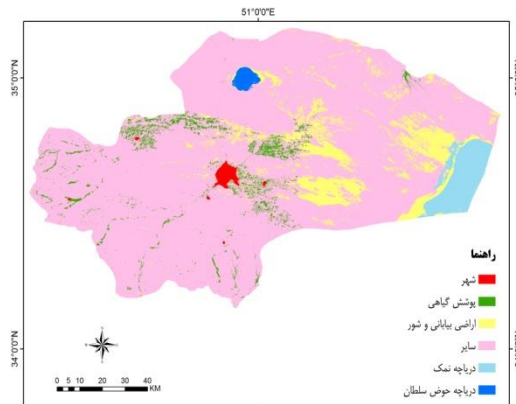 51°0'0"E
35°0'0"N
34°0'0"N
راهنما
شهر
پوشش گیاهی
اراضی بیابانی و شور
سایر
دریاچه نمک
دریاچه حوض سلطان
0 5 10 20 30 40
KM